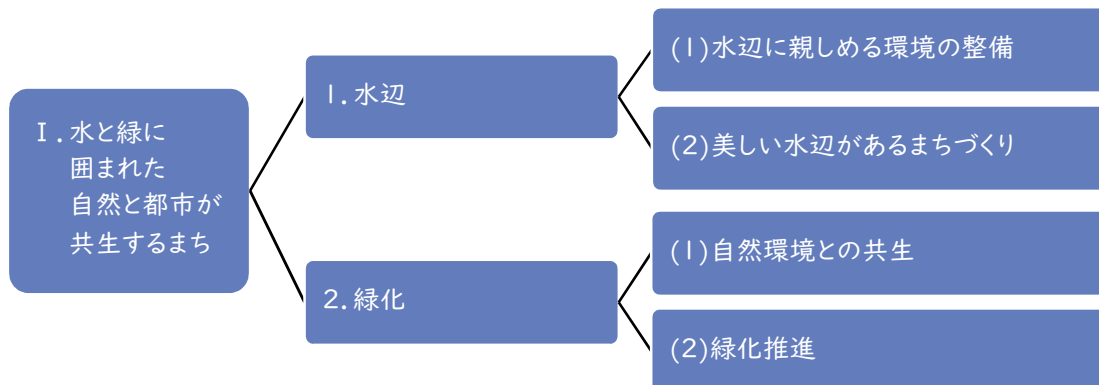 Ⅰ.水と緑に
囲まれた
自然と都市が
共生するまち
1.水辺
(1)水辺に親しめる環境の整備
(2)美しい水辺があるまちづくり
2.緑化
(1)自然環境との共生
(2)緑化推進